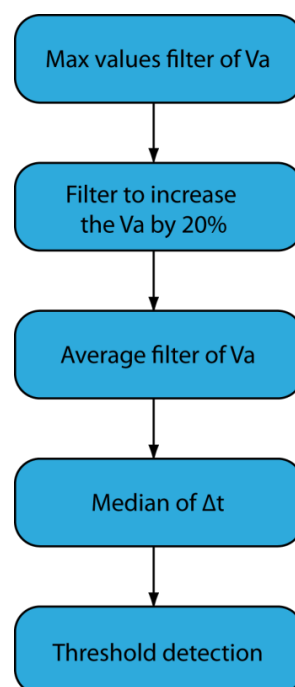 Max values filter of Va
Filter to increase
the Va by 20%
Average filter of Va
Median of Δt
Threshold detection